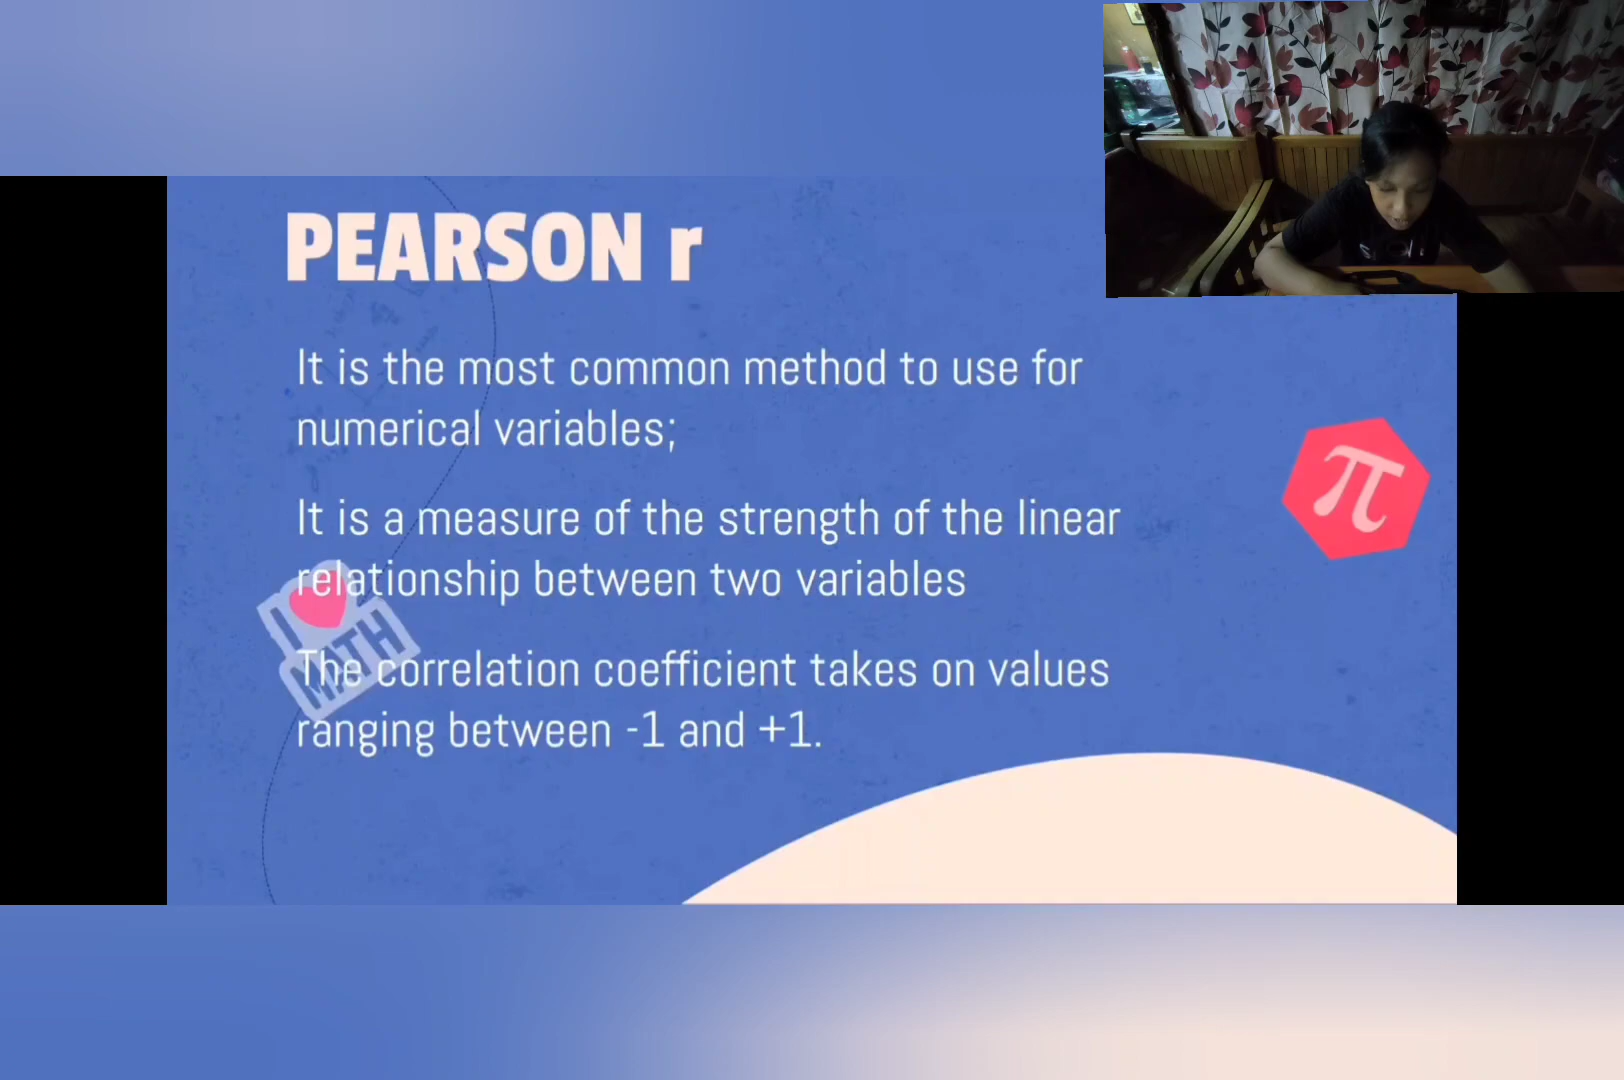 PEARSON r
It is the most common method to use for
numerical variables;
It is a measure of the strength of the linear
relationship between two variables
The correlation coefficient takes on values
ranging between -1 and +1.
I
MATH
π